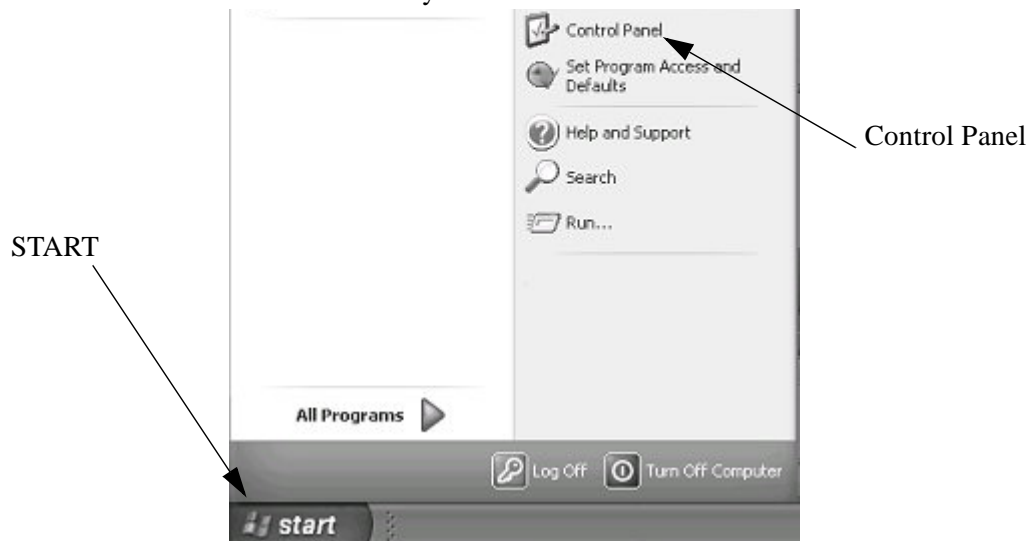 y
Control Panel
Set Program Access and
Defaults
Help and Support
Control Panel
Search
Run...
START
All Programs
Log Off
Turn Off Computer
start